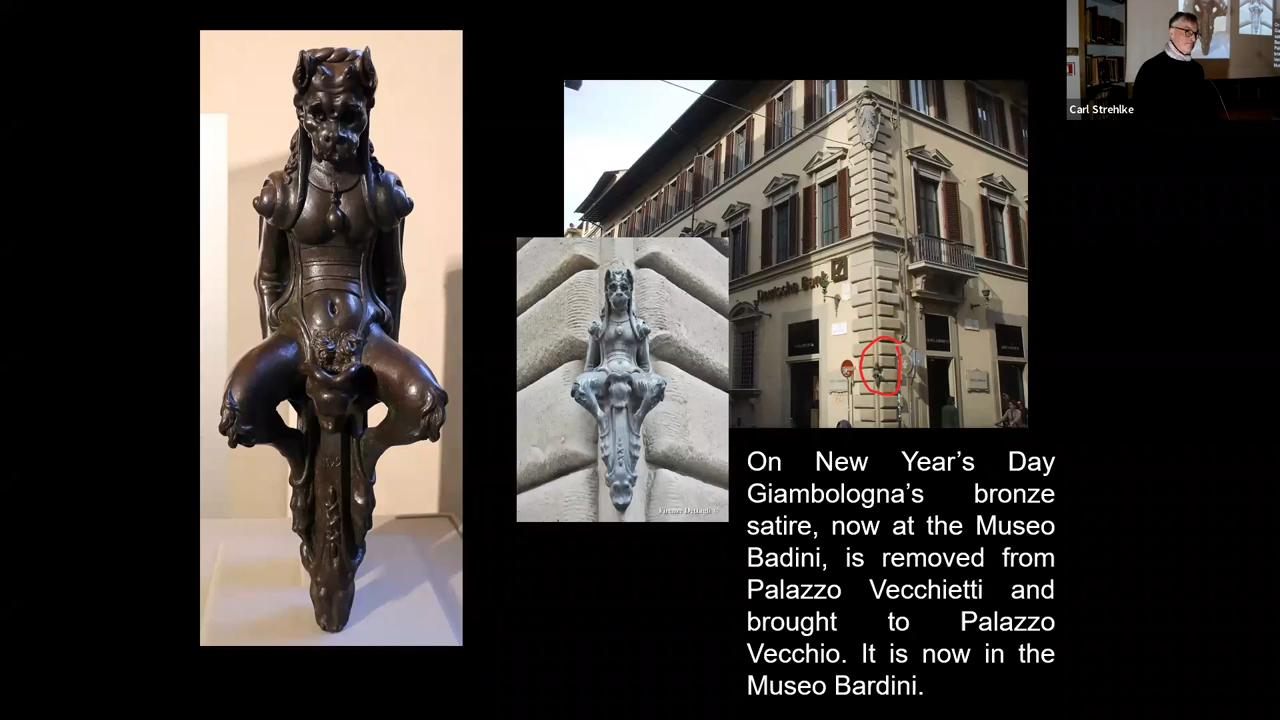 Carl Strehlke
Deutsche Bank
Firenze Dettagli ©
On New Year’s Day
Giambologna’s bronze
satire, now at the Museo
Badini, is removed from
Palazzo Vecchietti and
brought to Palazzo
Vecchio. It is now in the
Museo Bardini.